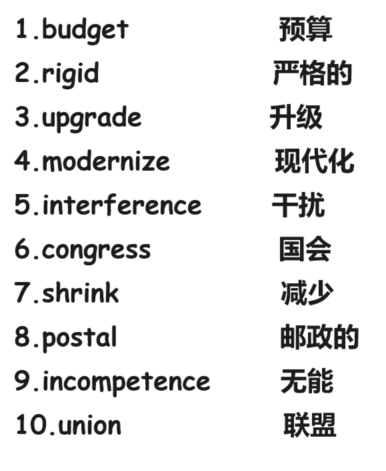 1.budget 预算
2.rigid 严格的
3.upgrade 升级
4.modernize 现代化
5.interference 干扰
6.congress 国会
7.shrink 减少
8.postal 邮政的
9.incompetence 无能
10.union 联盟